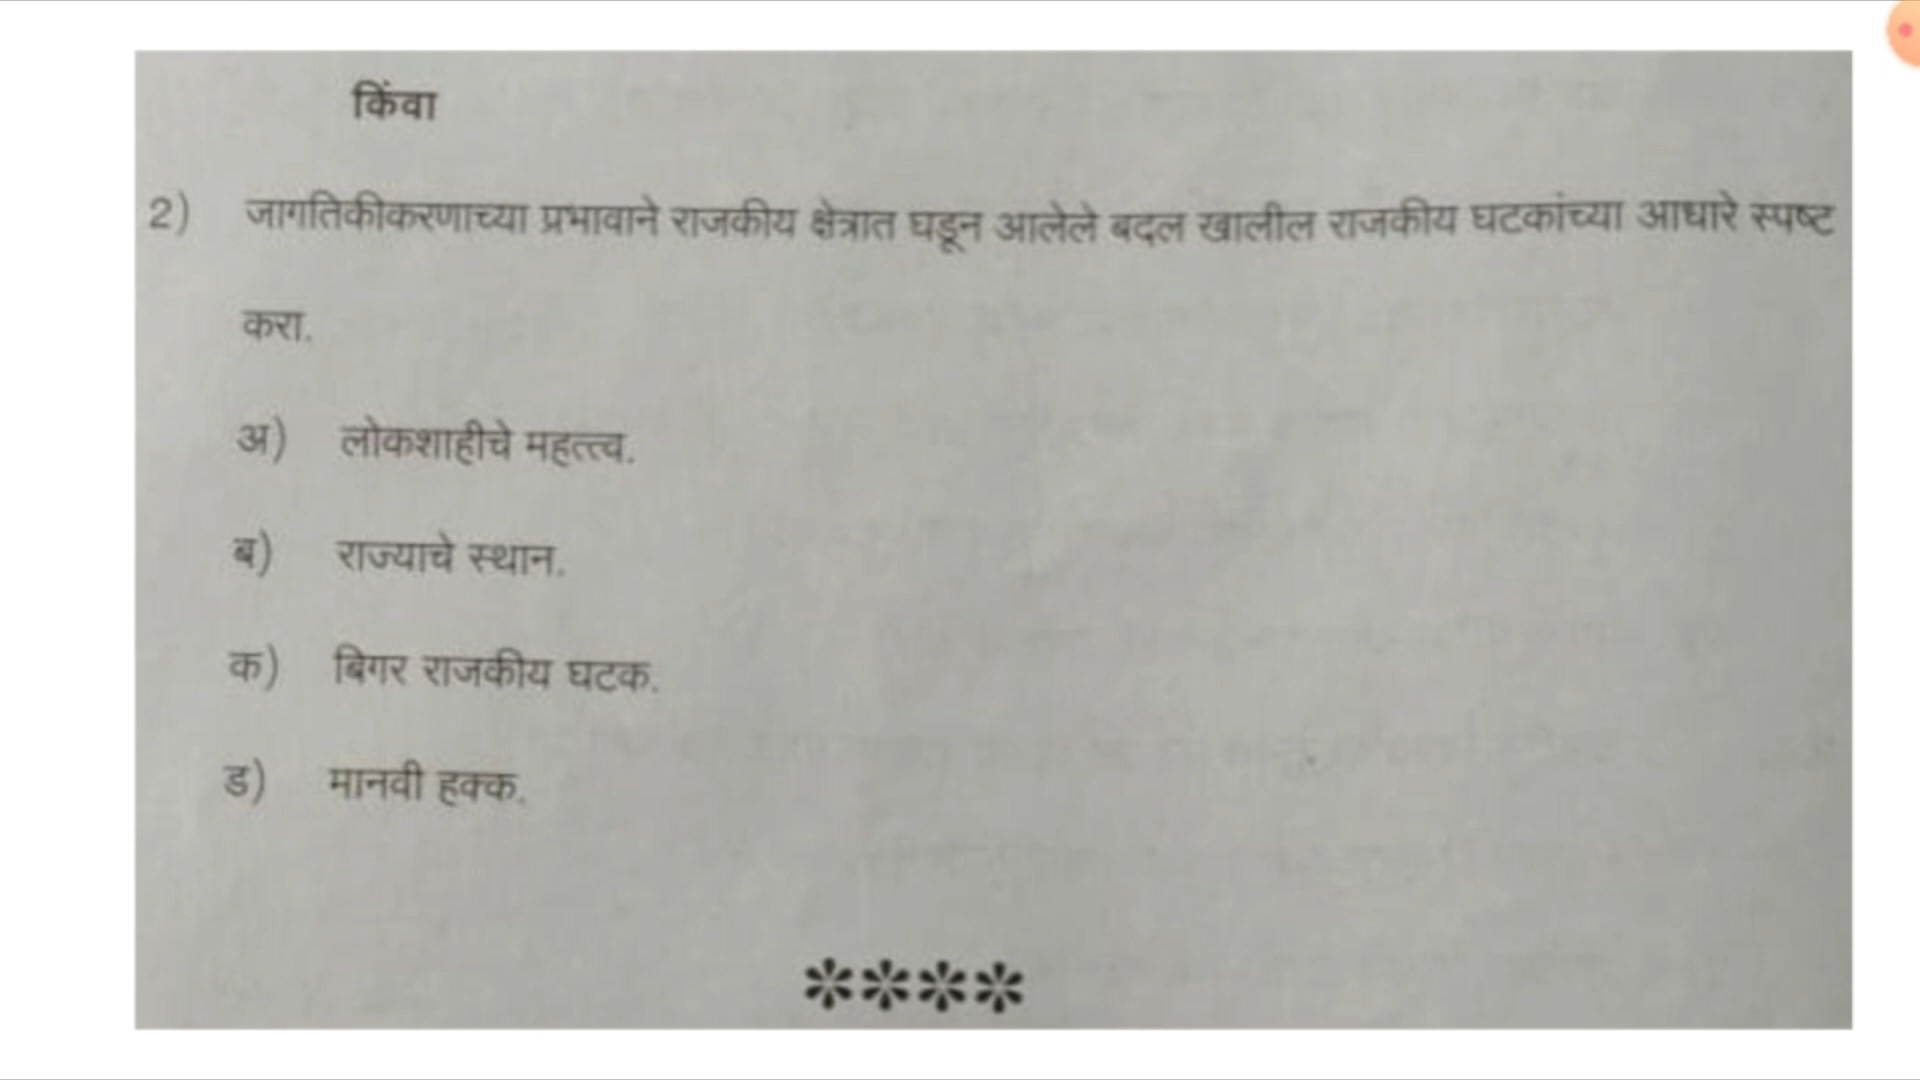 किंवा
2) जागतिकीकरणाच्या प्रभावाने राजकीय क्षेत्रात घडून आलेले बदल खालील राजकीय घटकांच्या आधारे स्पष्ट
करा.
अ) लोकशाहीचे महत्त्व.
ब) राज्याचे स्थान.
क) बिगर राजकीय घटक.
ड) मानवी हक्क.
****